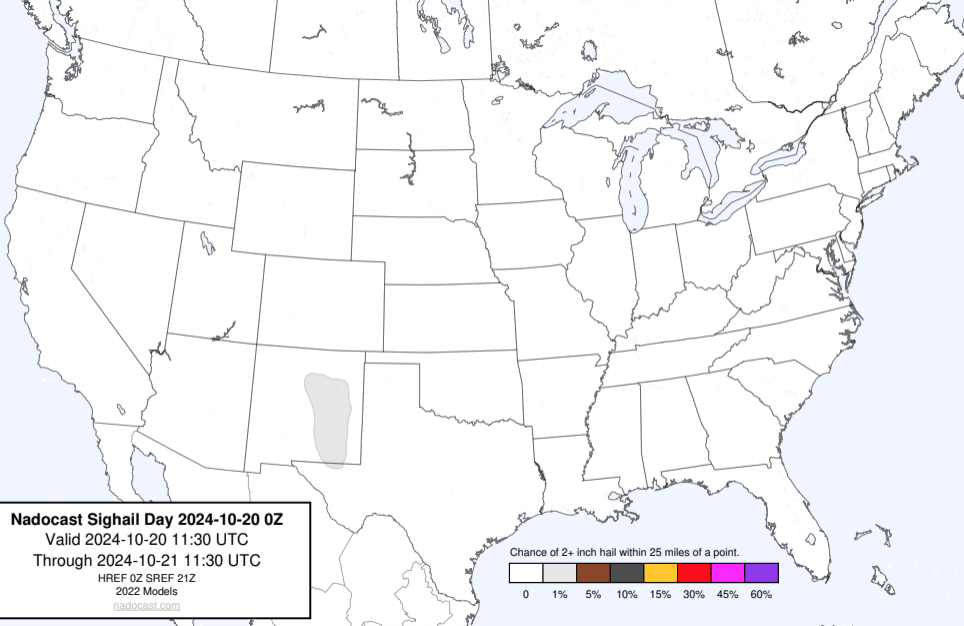 Nadocast Sighail Day 2024-10-20 0Z
Valid 2024-10-20 11:30 UTC
Through 2024-10-21 11:30 UTC
HREF 0Z SREF 21Z
2022 Models
nadocast.com
Chance of 2+ inch hail within 25 miles of a point.
0 1% 5% 10% 15% 30% 45% 60%